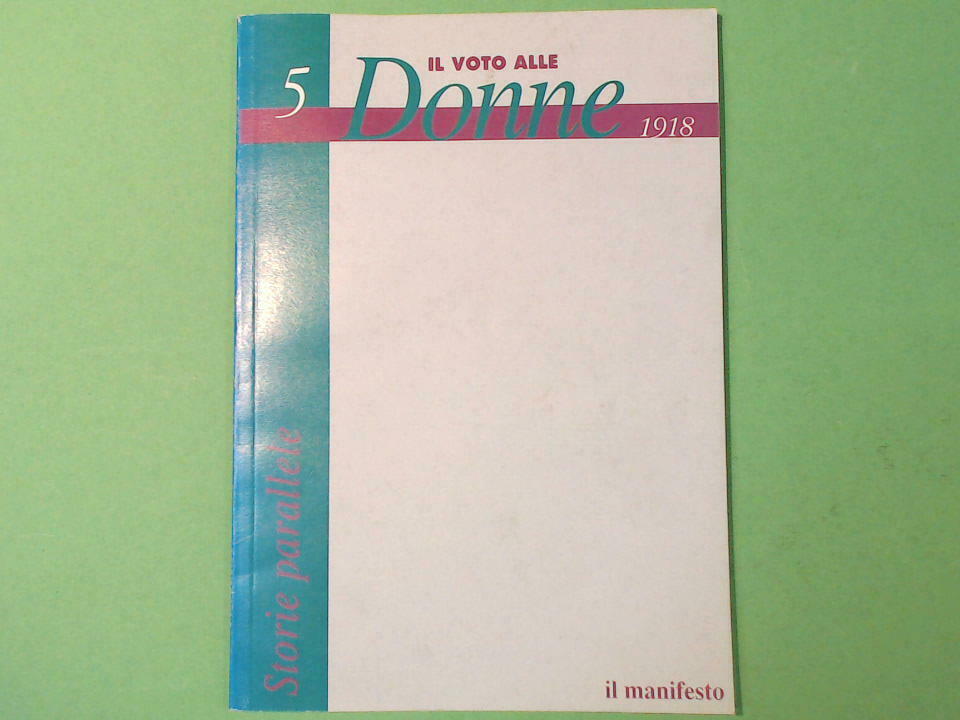 5
IL VOTO ALLE
Donne
1918
Storie parallele
il manifesto